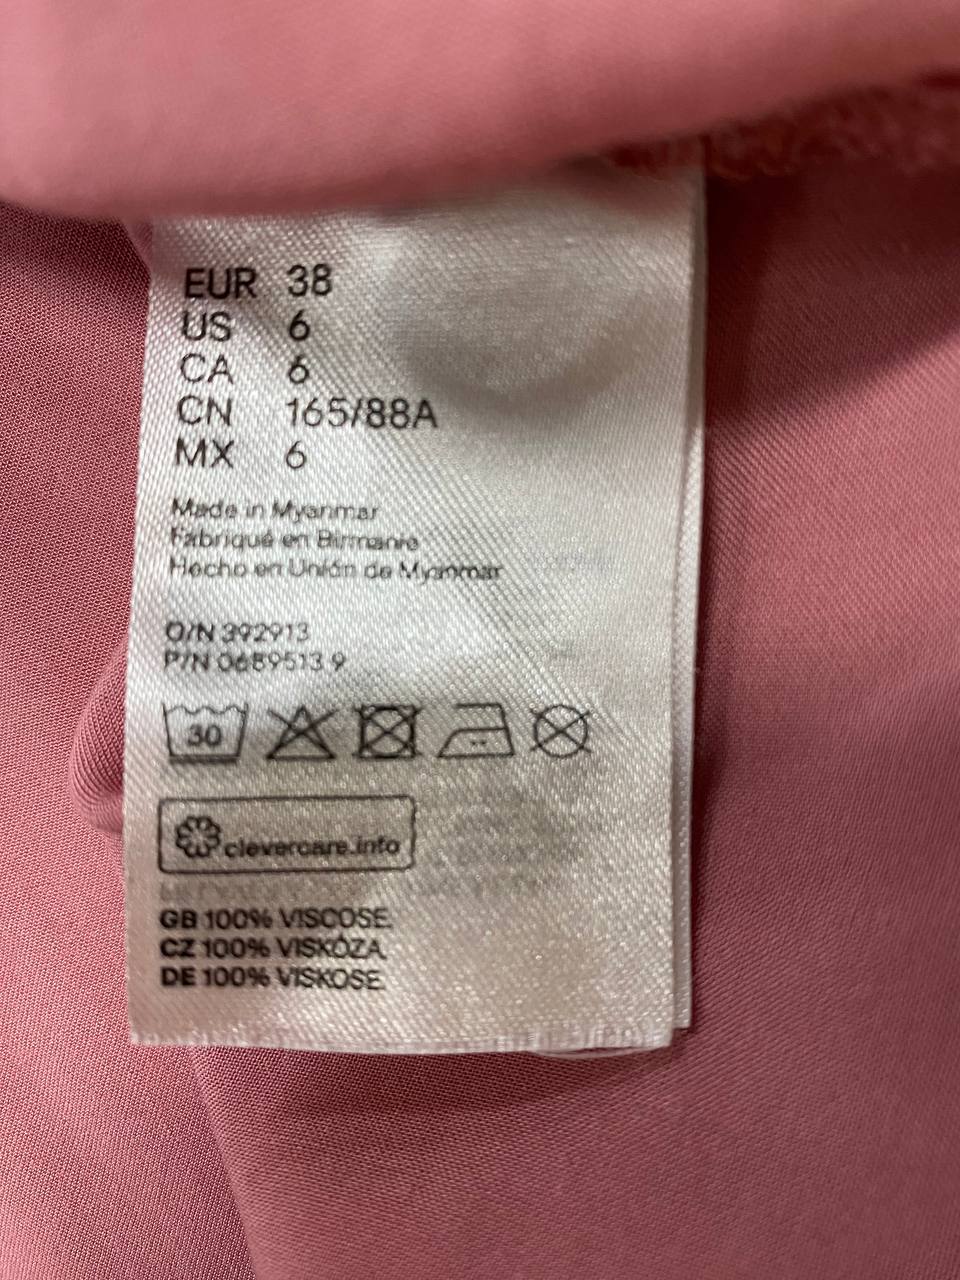 EUR 38
US 6
CA 6
CN 165/88A
MX 6
Made in Myanmar
Fabriqué en Birmanie
Hecho en Unión de Myanmar
O/N 392913
P/N 0689513 9
30
clevercare.info
GB 100% VISCOSE.
CZ 100% VISKÓZA.
DE 100% VISKOSE.